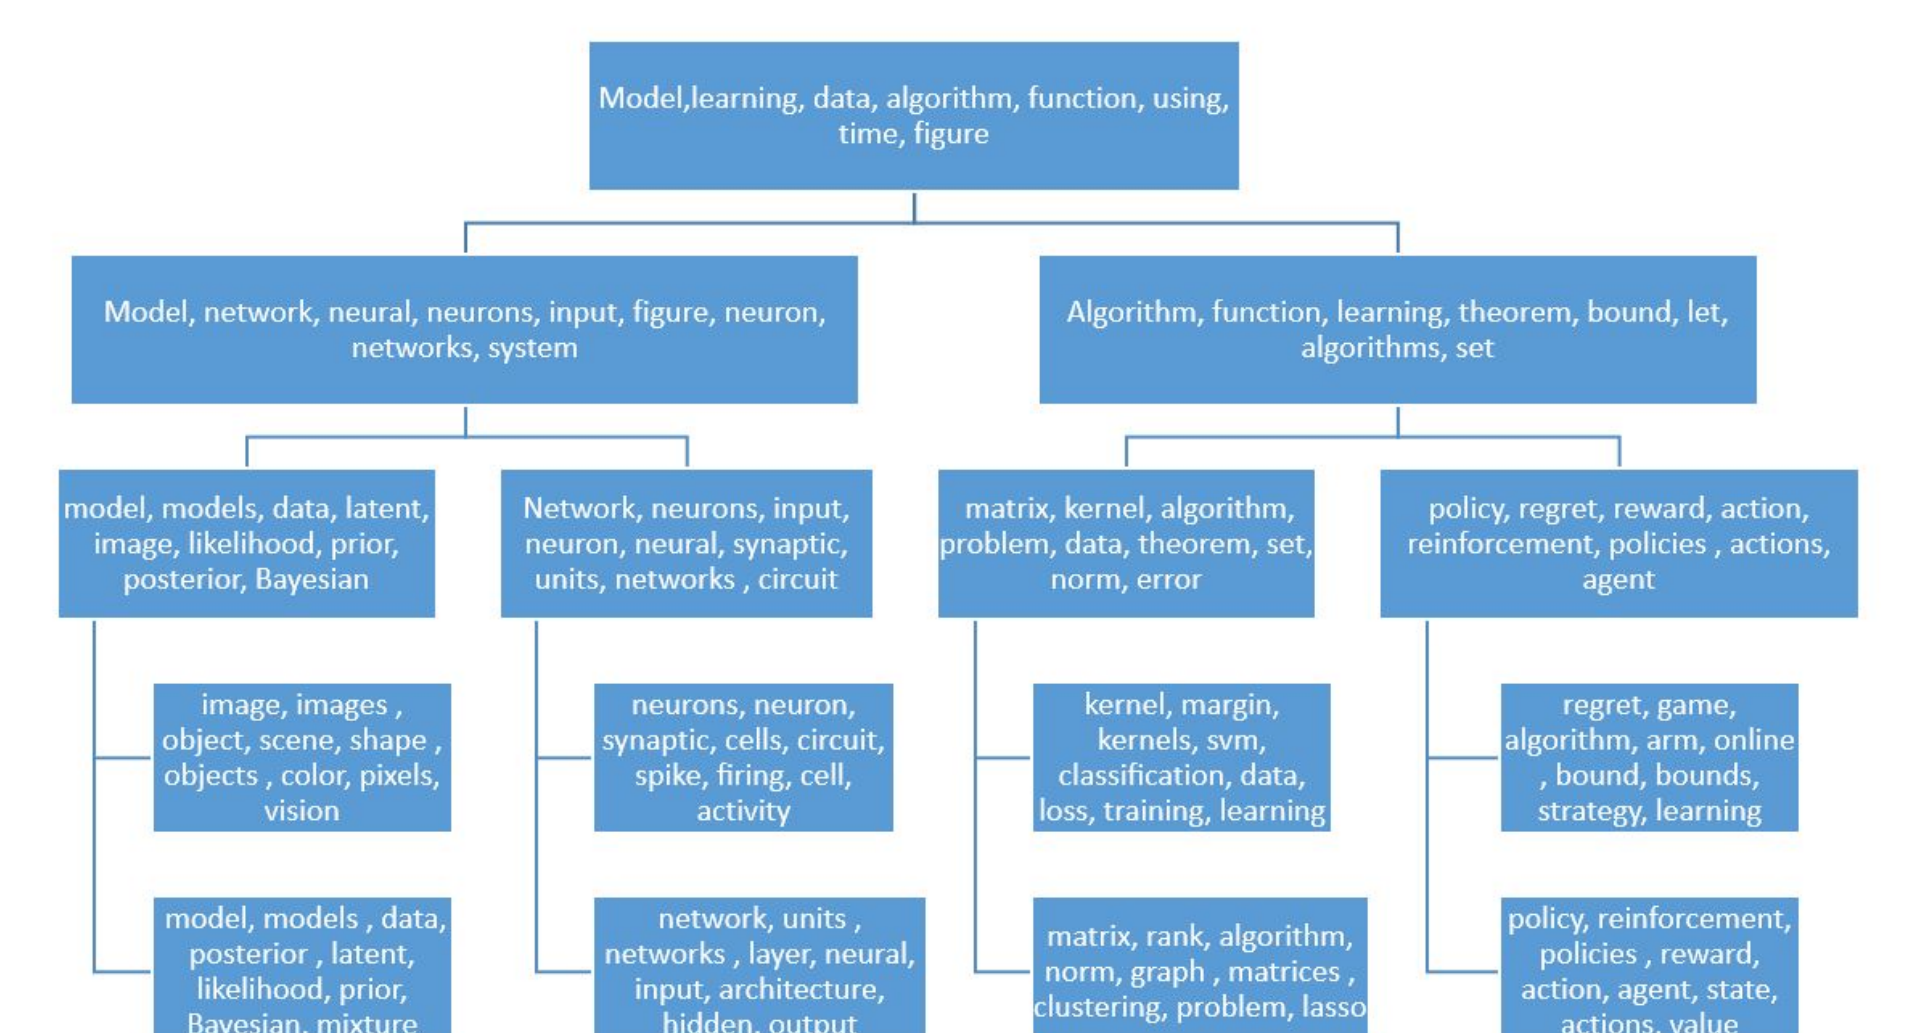 Model,learning, data, algorithm, function, using,
time, figure
Model, network, neural, neurons, input, figure, neuron,
networks, system
Algorithm, function, learning, theorem, bound, let,
algorithms, set
model, models, data, latent,
image, likelihood, prior,
posterior, Bayesian
Network, neurons, input,
neuron, neural, synaptic,
units, networks , circuit
matrix, kernel, algorithm,
problem, data, theorem, set,
norm, error
policy, regret, reward, action,
reinforcement, policies , actions,
agent
image, images ,
object, scene, shape ,
objects , color, pixels,
vision
neurons, neuron,
synaptic, cells, circuit,
spike, firing, cell,
activity
kernel, margin,
kernels, svm,
classification, data,
loss, training, learning
regret, game,
algorithm, arm, online
, bound, bounds,
strategy, learning
model, models , data,
posterior , latent,
likelihood, prior,
Bayesian, mixture
network, units ,
networks , layer, neural,
input, architecture,
hidden, output
matrix, rank, algorithm,
norm, graph , matrices ,
clustering, problem, lasso
policy, reinforcement,
policies , reward,
action, agent, state,
actions, value